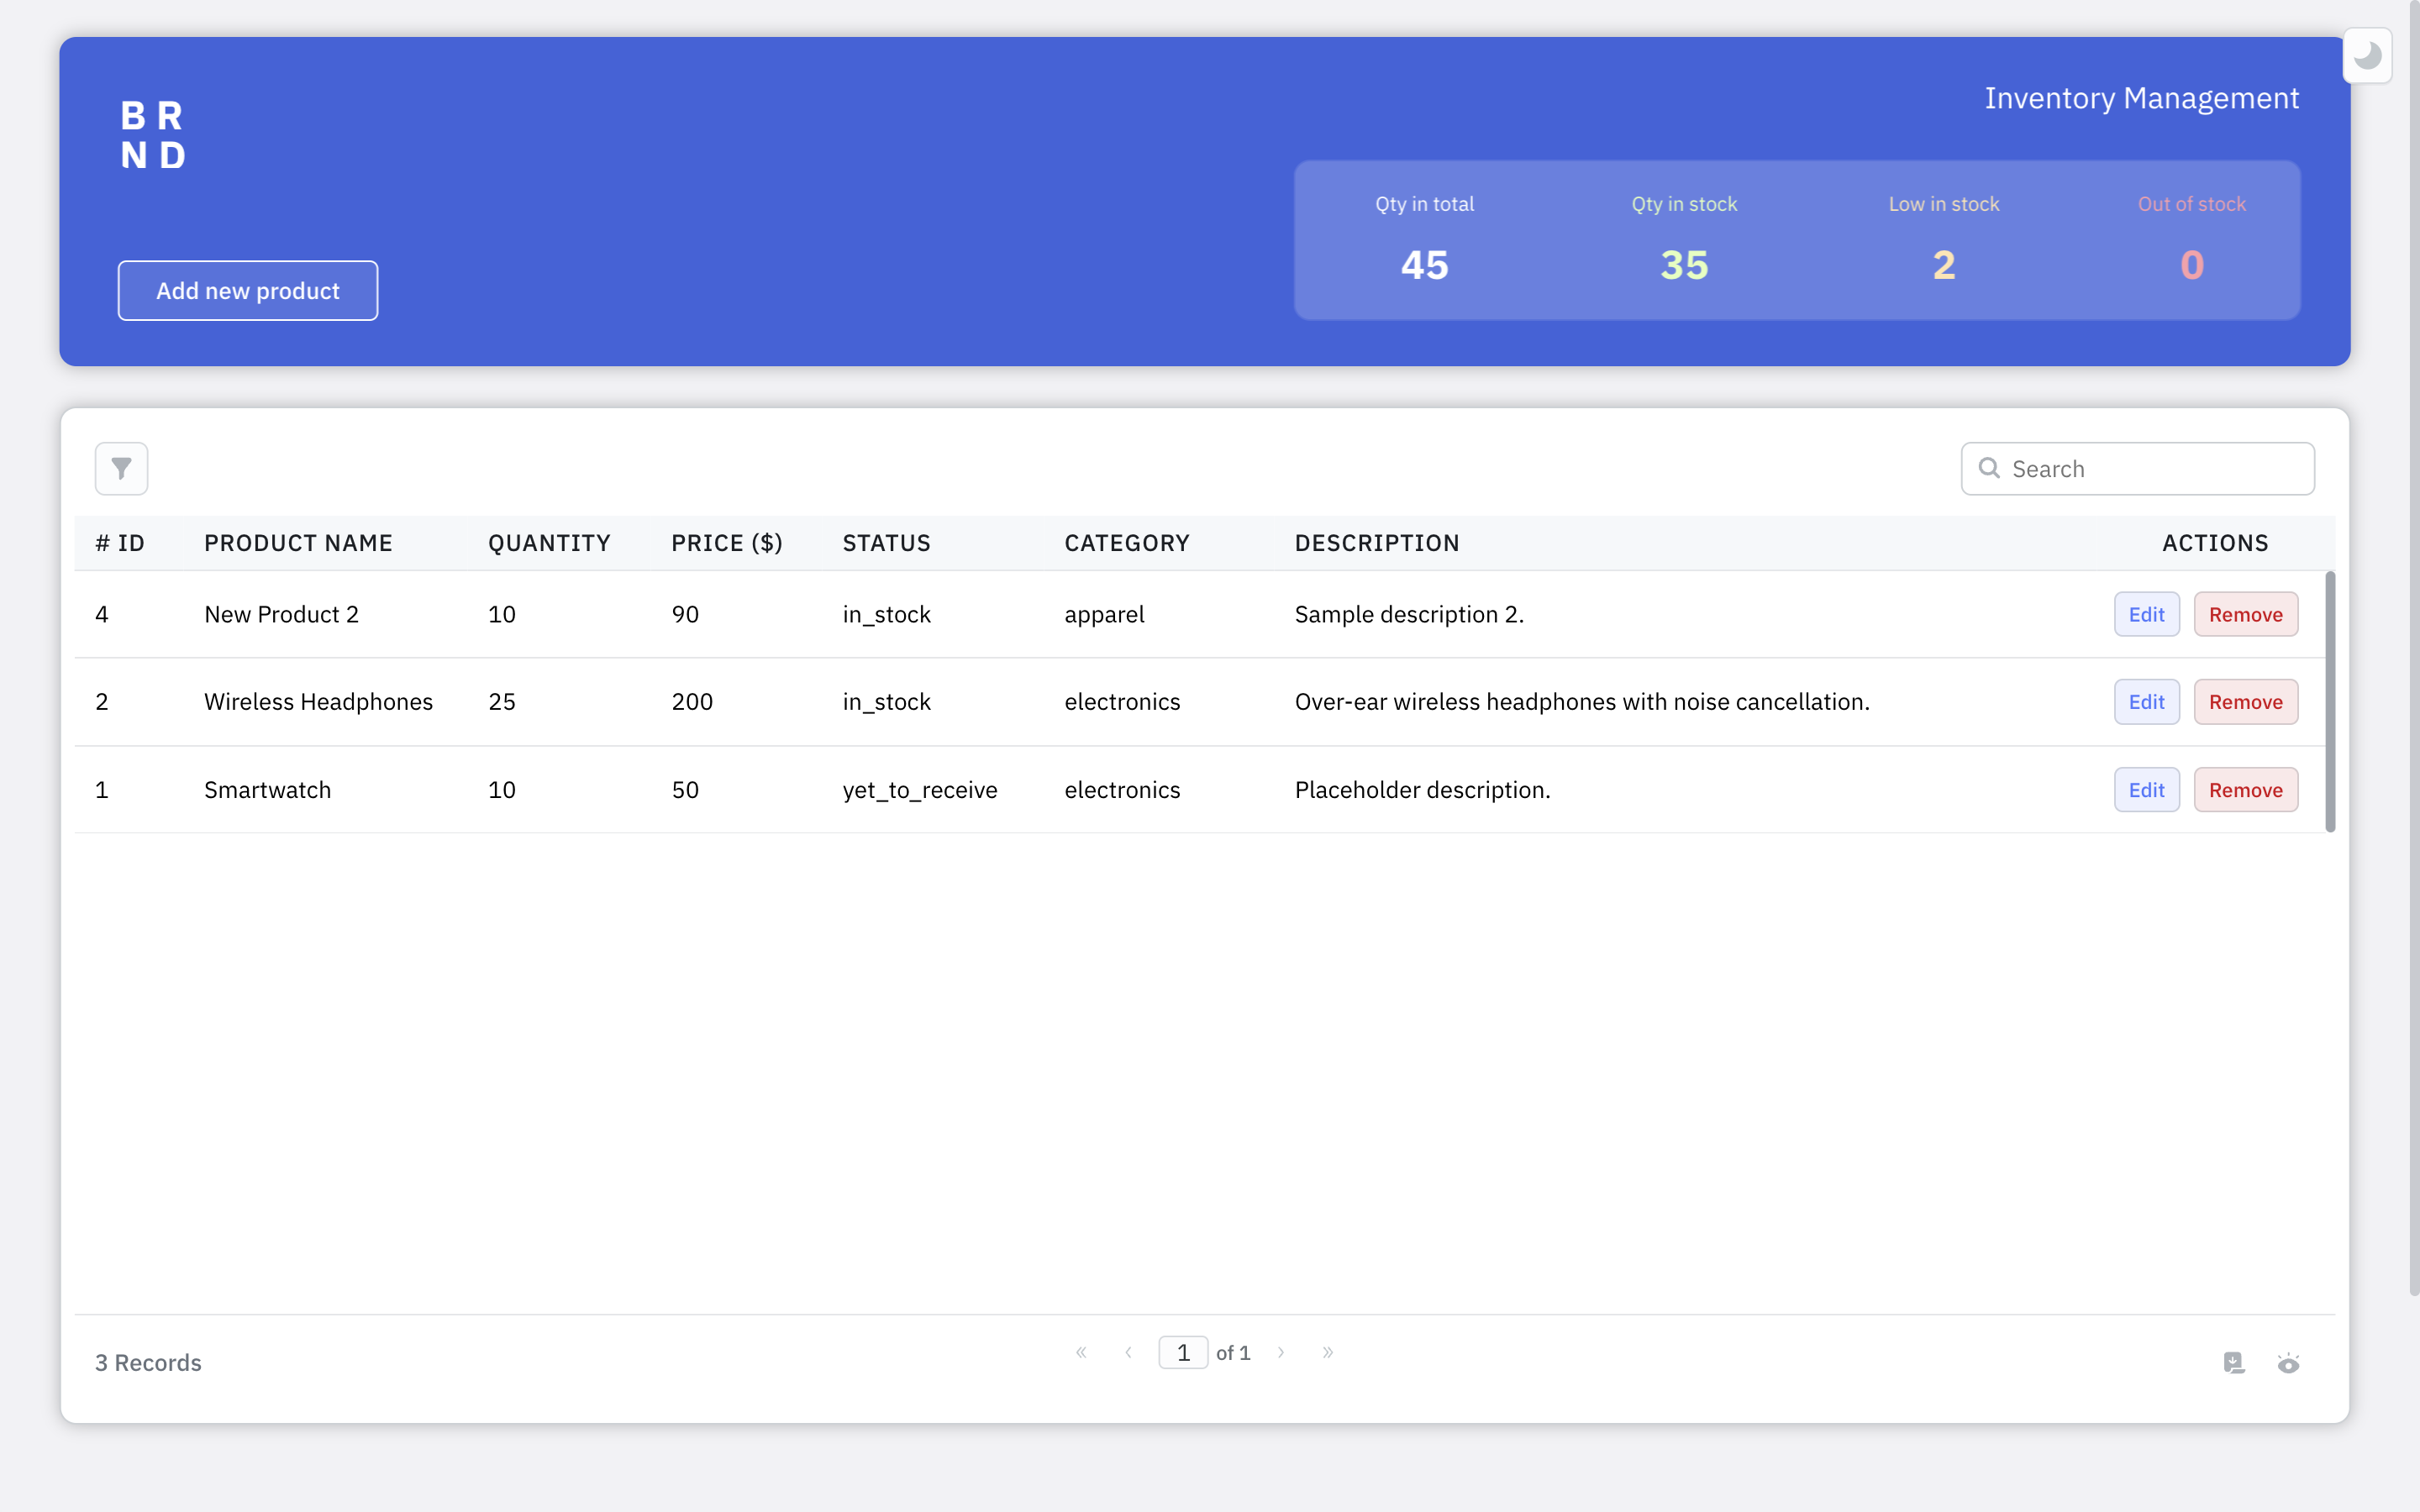 B R
N D
Inventory Management
Add new product
Qty in total Qty in stock Low in stock Out of stock
45 35 2 0
Search
# ID PRODUCT NAME QUANTITY PRICE ($) STATUS CATEGORY DESCRIPTION ACTIONS
4 New Product 2 10 90 in_stock apparel Sample description 2. Edit Remove
2 Wireless Headphones 25 200 in_stock electronics Over-ear wireless headphones with noise cancellation. Edit Remove
1 Smartwatch 10 50 yet_to_receive electronics Placeholder description. Edit Remove
3 Records « ‹ 1 of 1 › »